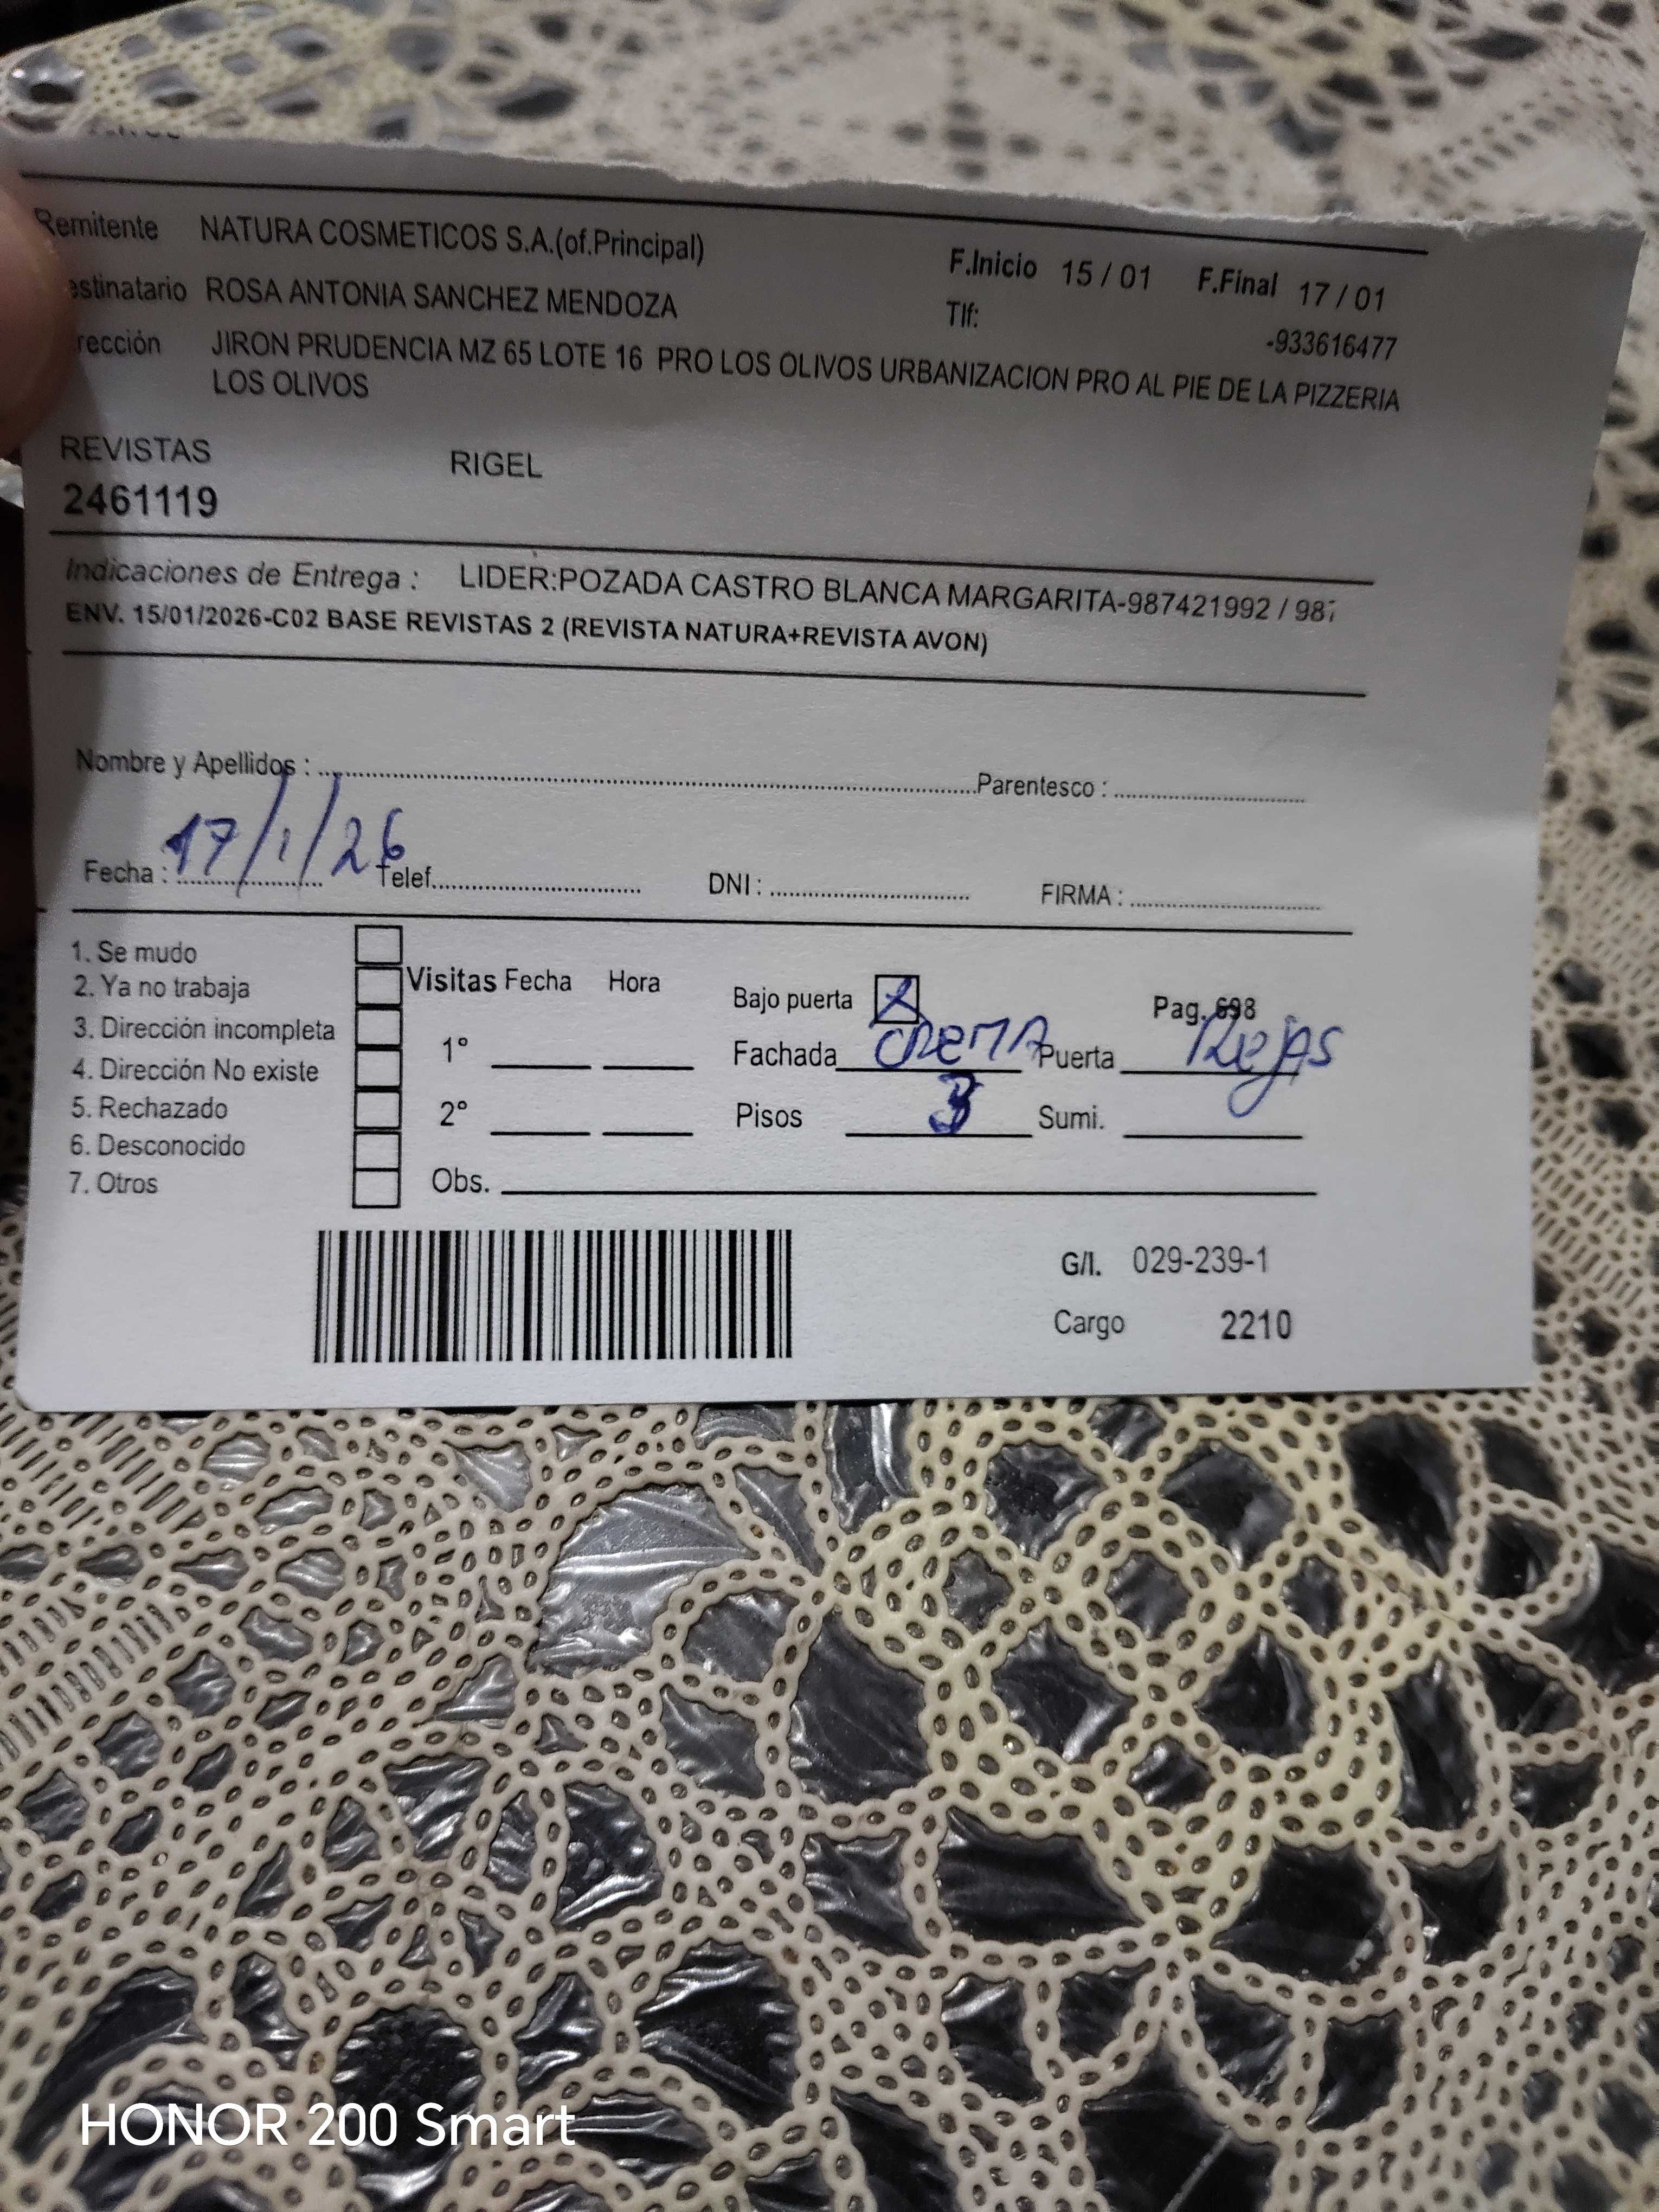 Remitente NATURA COSMETICOS S.A.(of.Principal) F.Inicio 15 / 01 F.Final 17 / 01
estinatario ROSA ANTONIA SANCHEZ MENDOZA Tlf: -933616477
rección JIRON PRUDENCIA MZ 65 LOTE 16 PRO LOS OLIVOS URBANIZACION PRO AL PIE DE LA PIZZERIA
LOS OLIVOS
REVISTAS RIGEL
2461119
Indicaciones de Entrega : LIDER:POZADA CASTRO BLANCA MARGARITA-987421992 / 987
ENV. 15/01/2026-C02 BASE REVISTAS 2 (REVISTA NATURA+REVISTA AVON)
Nombre y Apellidos : Parentesco :
Fecha : 17/1/26 Telef. DNI : FIRMA :
1. Se mudo
2. Ya no trabaja Visitas Fecha Hora Bajo puerta X Pag. 698
3. Dirección incompleta 1° Fachada CREMA Puerta Rejas
4. Dirección No existe
5. Rechazado 2° Pisos 3 Sumi.
6. Desconocido
7. Otros Obs.
G/I. 029-239-1
Cargo 2210
HONOR 200 Smart